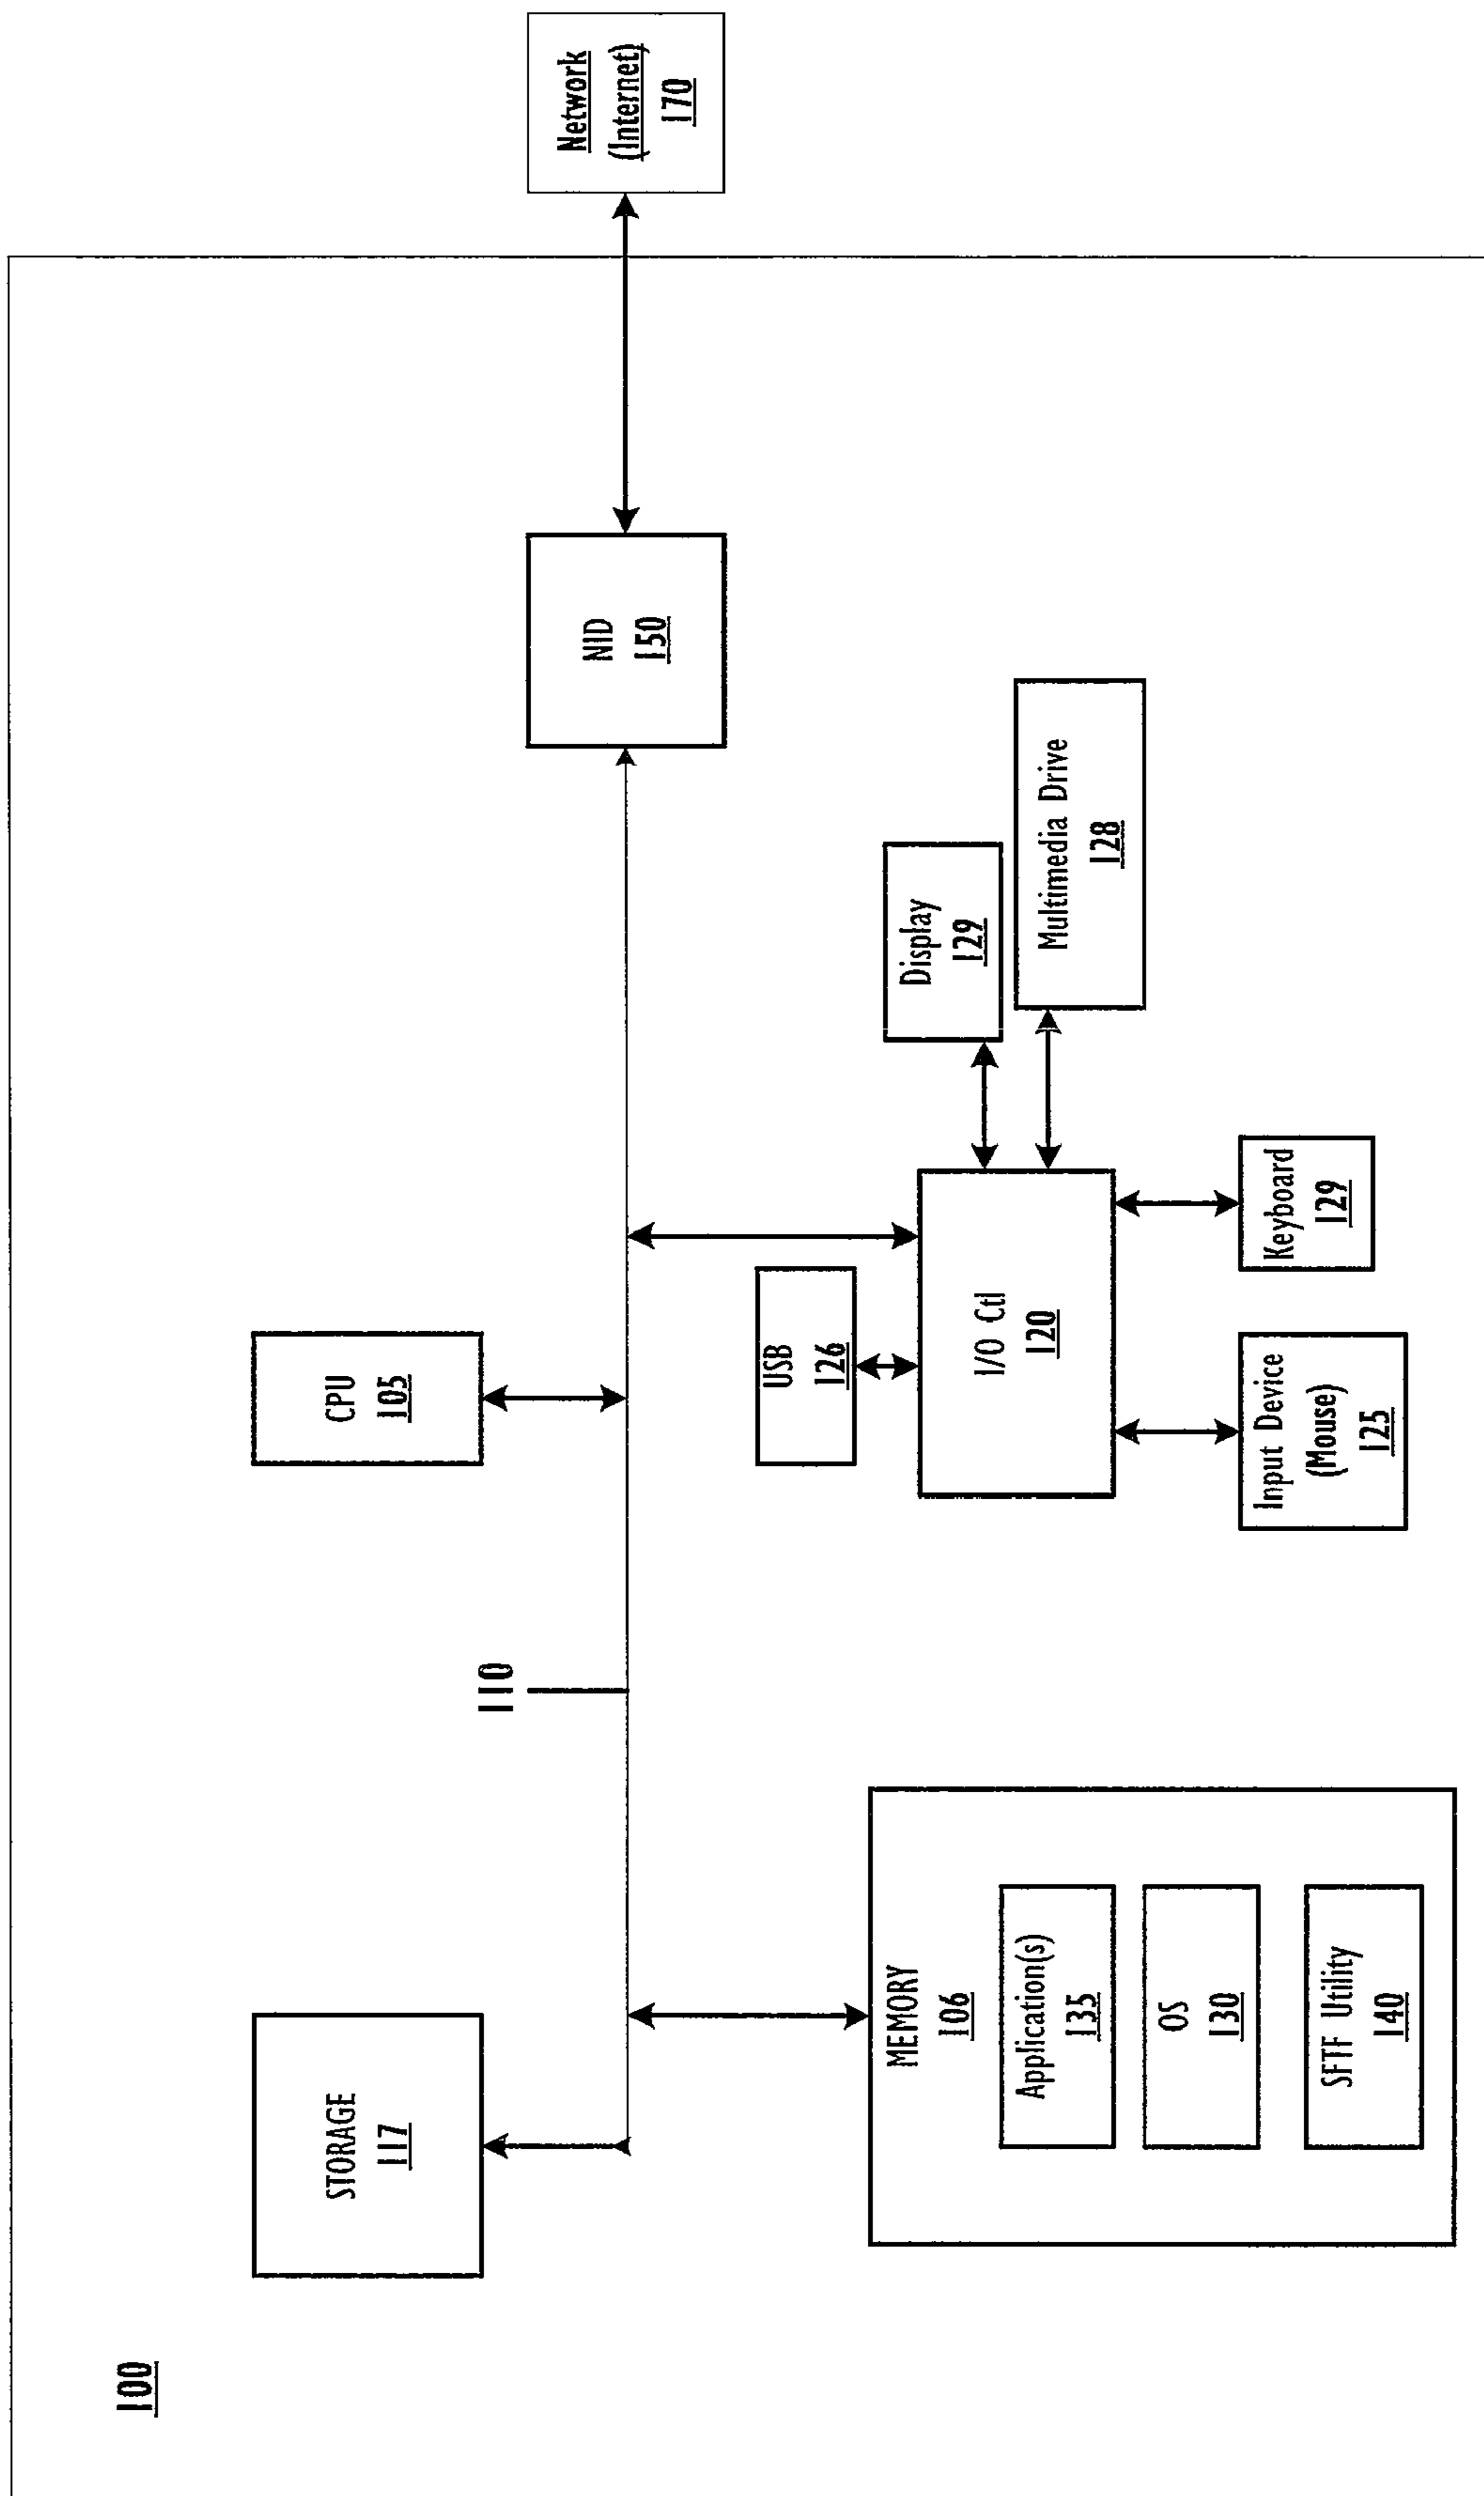 100
STORAGE
117
CPU
105
110
NID
150
Network
(Internet)
170
MEMORY
106
Application(s)
135
OS
130
SFTF Utility
140
USB
126
I/O Ctl
120
Display
129
Multimedia Drive
128
Input Device
(Mouse)
125
Keyboard
129